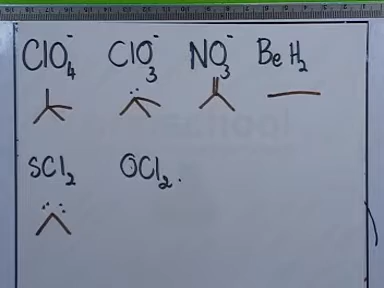 ClO₄⁻ ClO₃⁻ NO₃⁻ BeH₂
SCl₂ OCl₂.